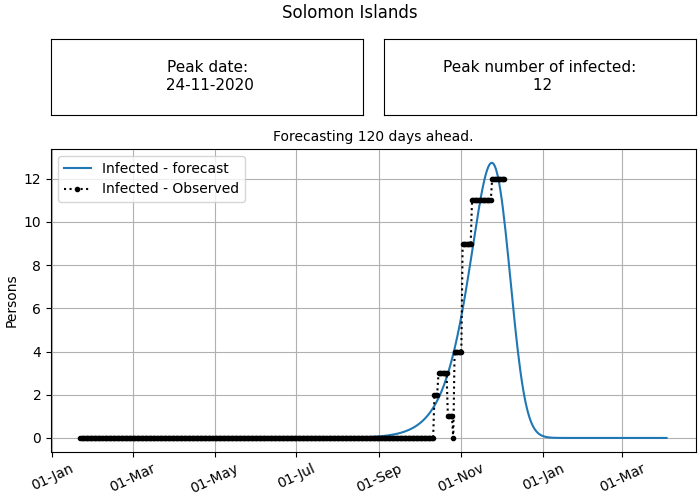 Solomon Islands
Peak date:
24-11-2020
Peak number of infected:
12
Forecasting 120 days ahead.
Infected - forecast
Infected - Observed
Persons
12
10
8
6
4
2
0
01-Jan
01-Mar
01-May
01-Jul
01-Sep
01-Nov
01-Jan
01-Mar